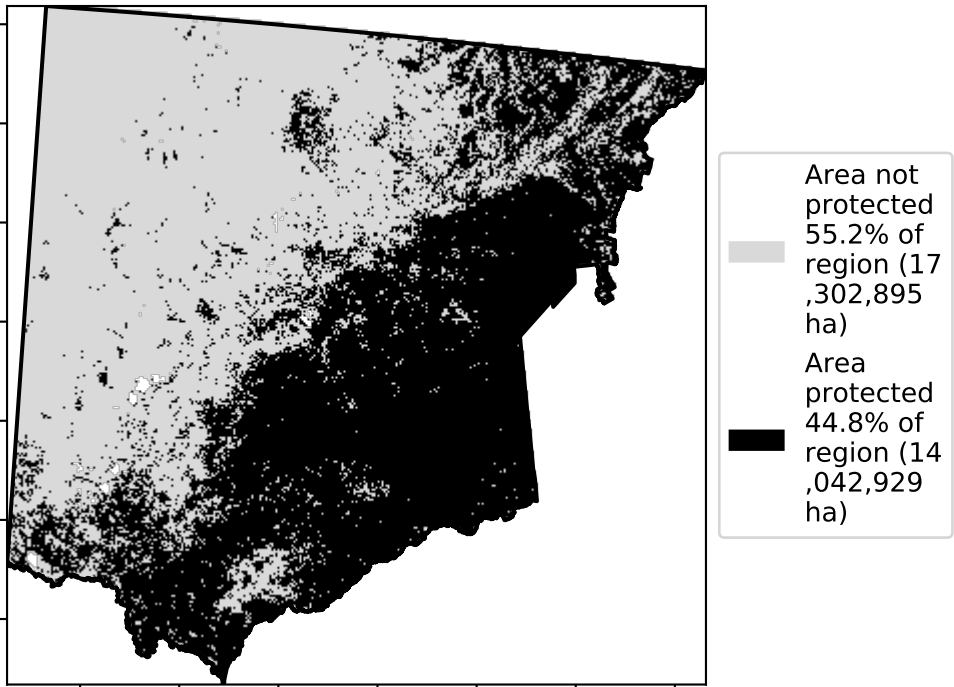 Area not
protected
55.2% of
region (17
,302,895
ha)
Area
protected
44.8% of
region (14
,042,929
ha)